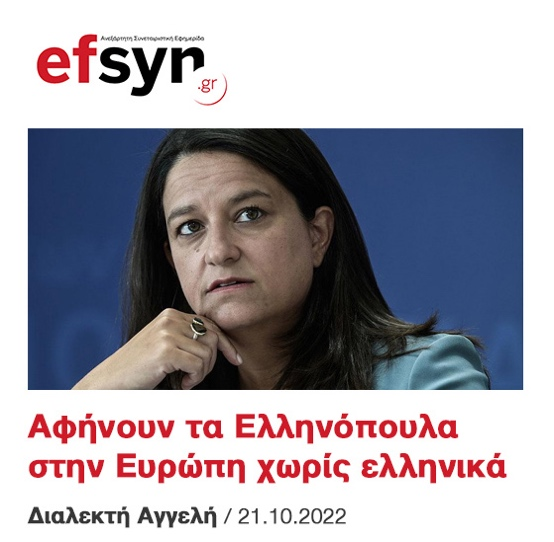 Ανεξάρτητη Συνεταιριστική Εφημερίδα
efsyn
.gr
Αφήνουν τα Ελληνόπουλα
στην Ευρώπη χωρίς ελληνικά
Διαλεκτή Αγγελή / 21.10.2022